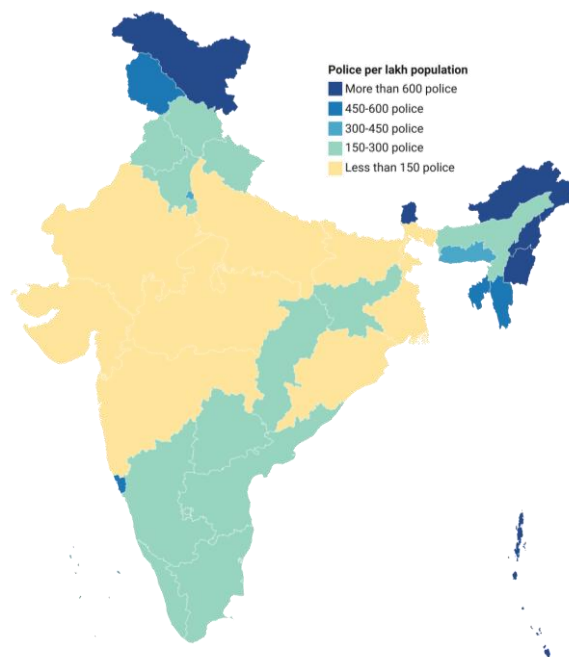 Police per lakh population
More than 600 police
450-600 police
300-450 police
150-300 police
Less than 150 police